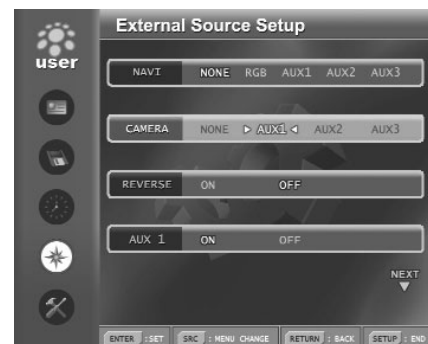 External Source Setup
user
NAVI NONE RGB AUX1 AUX2 AUX3
CAMERA NONE AUX1 AUX2 AUX3
REVERSE ON OFF
AUX 1 ON OFF
NEXT
ENTER : SET SRC : MENU CHANGE RETURN : BACK SETUP : END